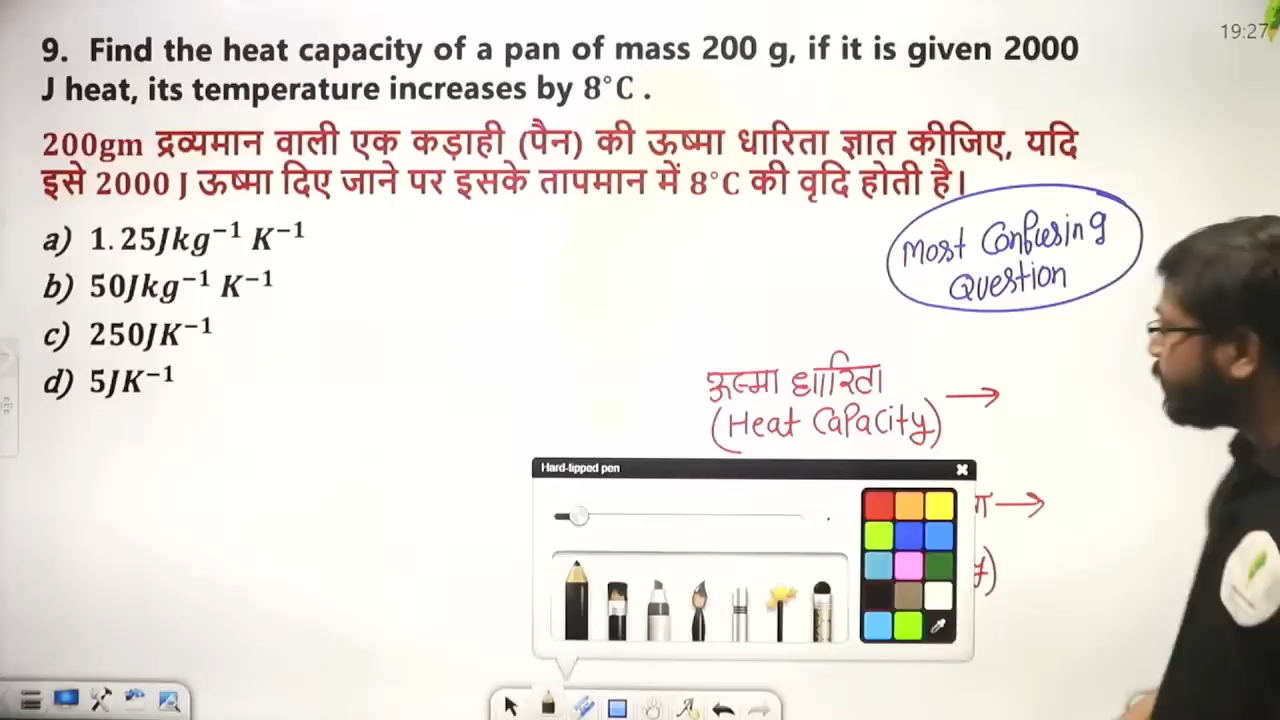 19:27
9. Find the heat capacity of a pan of mass 200 g, if it is given 2000
J heat, its temperature increases by 8°C .
200gm द्रव्यमान वाली एक कड़ाही (पैन) की ऊष्मा धारिता ज्ञात कीजिए, यदि
इसे 2000 J ऊष्मा दिए जाने पर इसके तापमान में 8°C की वृदि होती है।
a) 1.25Jkg⁻¹ K⁻¹
b) 50Jkg⁻¹ K⁻¹
c) 250JK⁻¹
d) 5JK⁻¹
Most Confusing
Question
ऊष्मा धारिता →
(Heat Capacity)
Hard-tipped pen